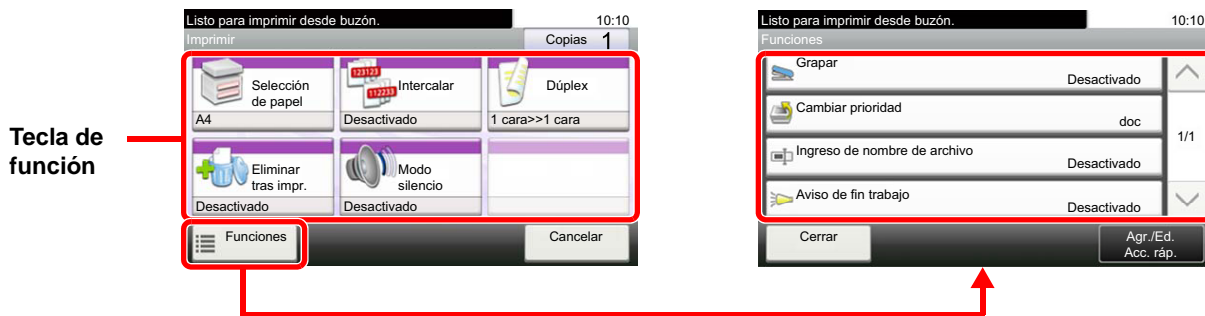 Tecla de
función
Listo para imprimir desde buzón.
10:10
Imprimir
Copias 1
123123
112233
Selección
de papel
A4
Intercalar
Desactivado
Dúplex
1 cara>>1 cara
Eliminar
tras impr.
Desactivado
Modo
silencio
Desactivado
Funciones
Cancelar
Listo para imprimir desde buzón.
10:10
Funciones
Grapar
Desactivado
Cambiar prioridad
doc
Ingreso de nombre de archivo
Desactivado
Aviso de fin trabajo
Desactivado
1/1
Cerrar
Agr./Ed.
Acc. ráp.